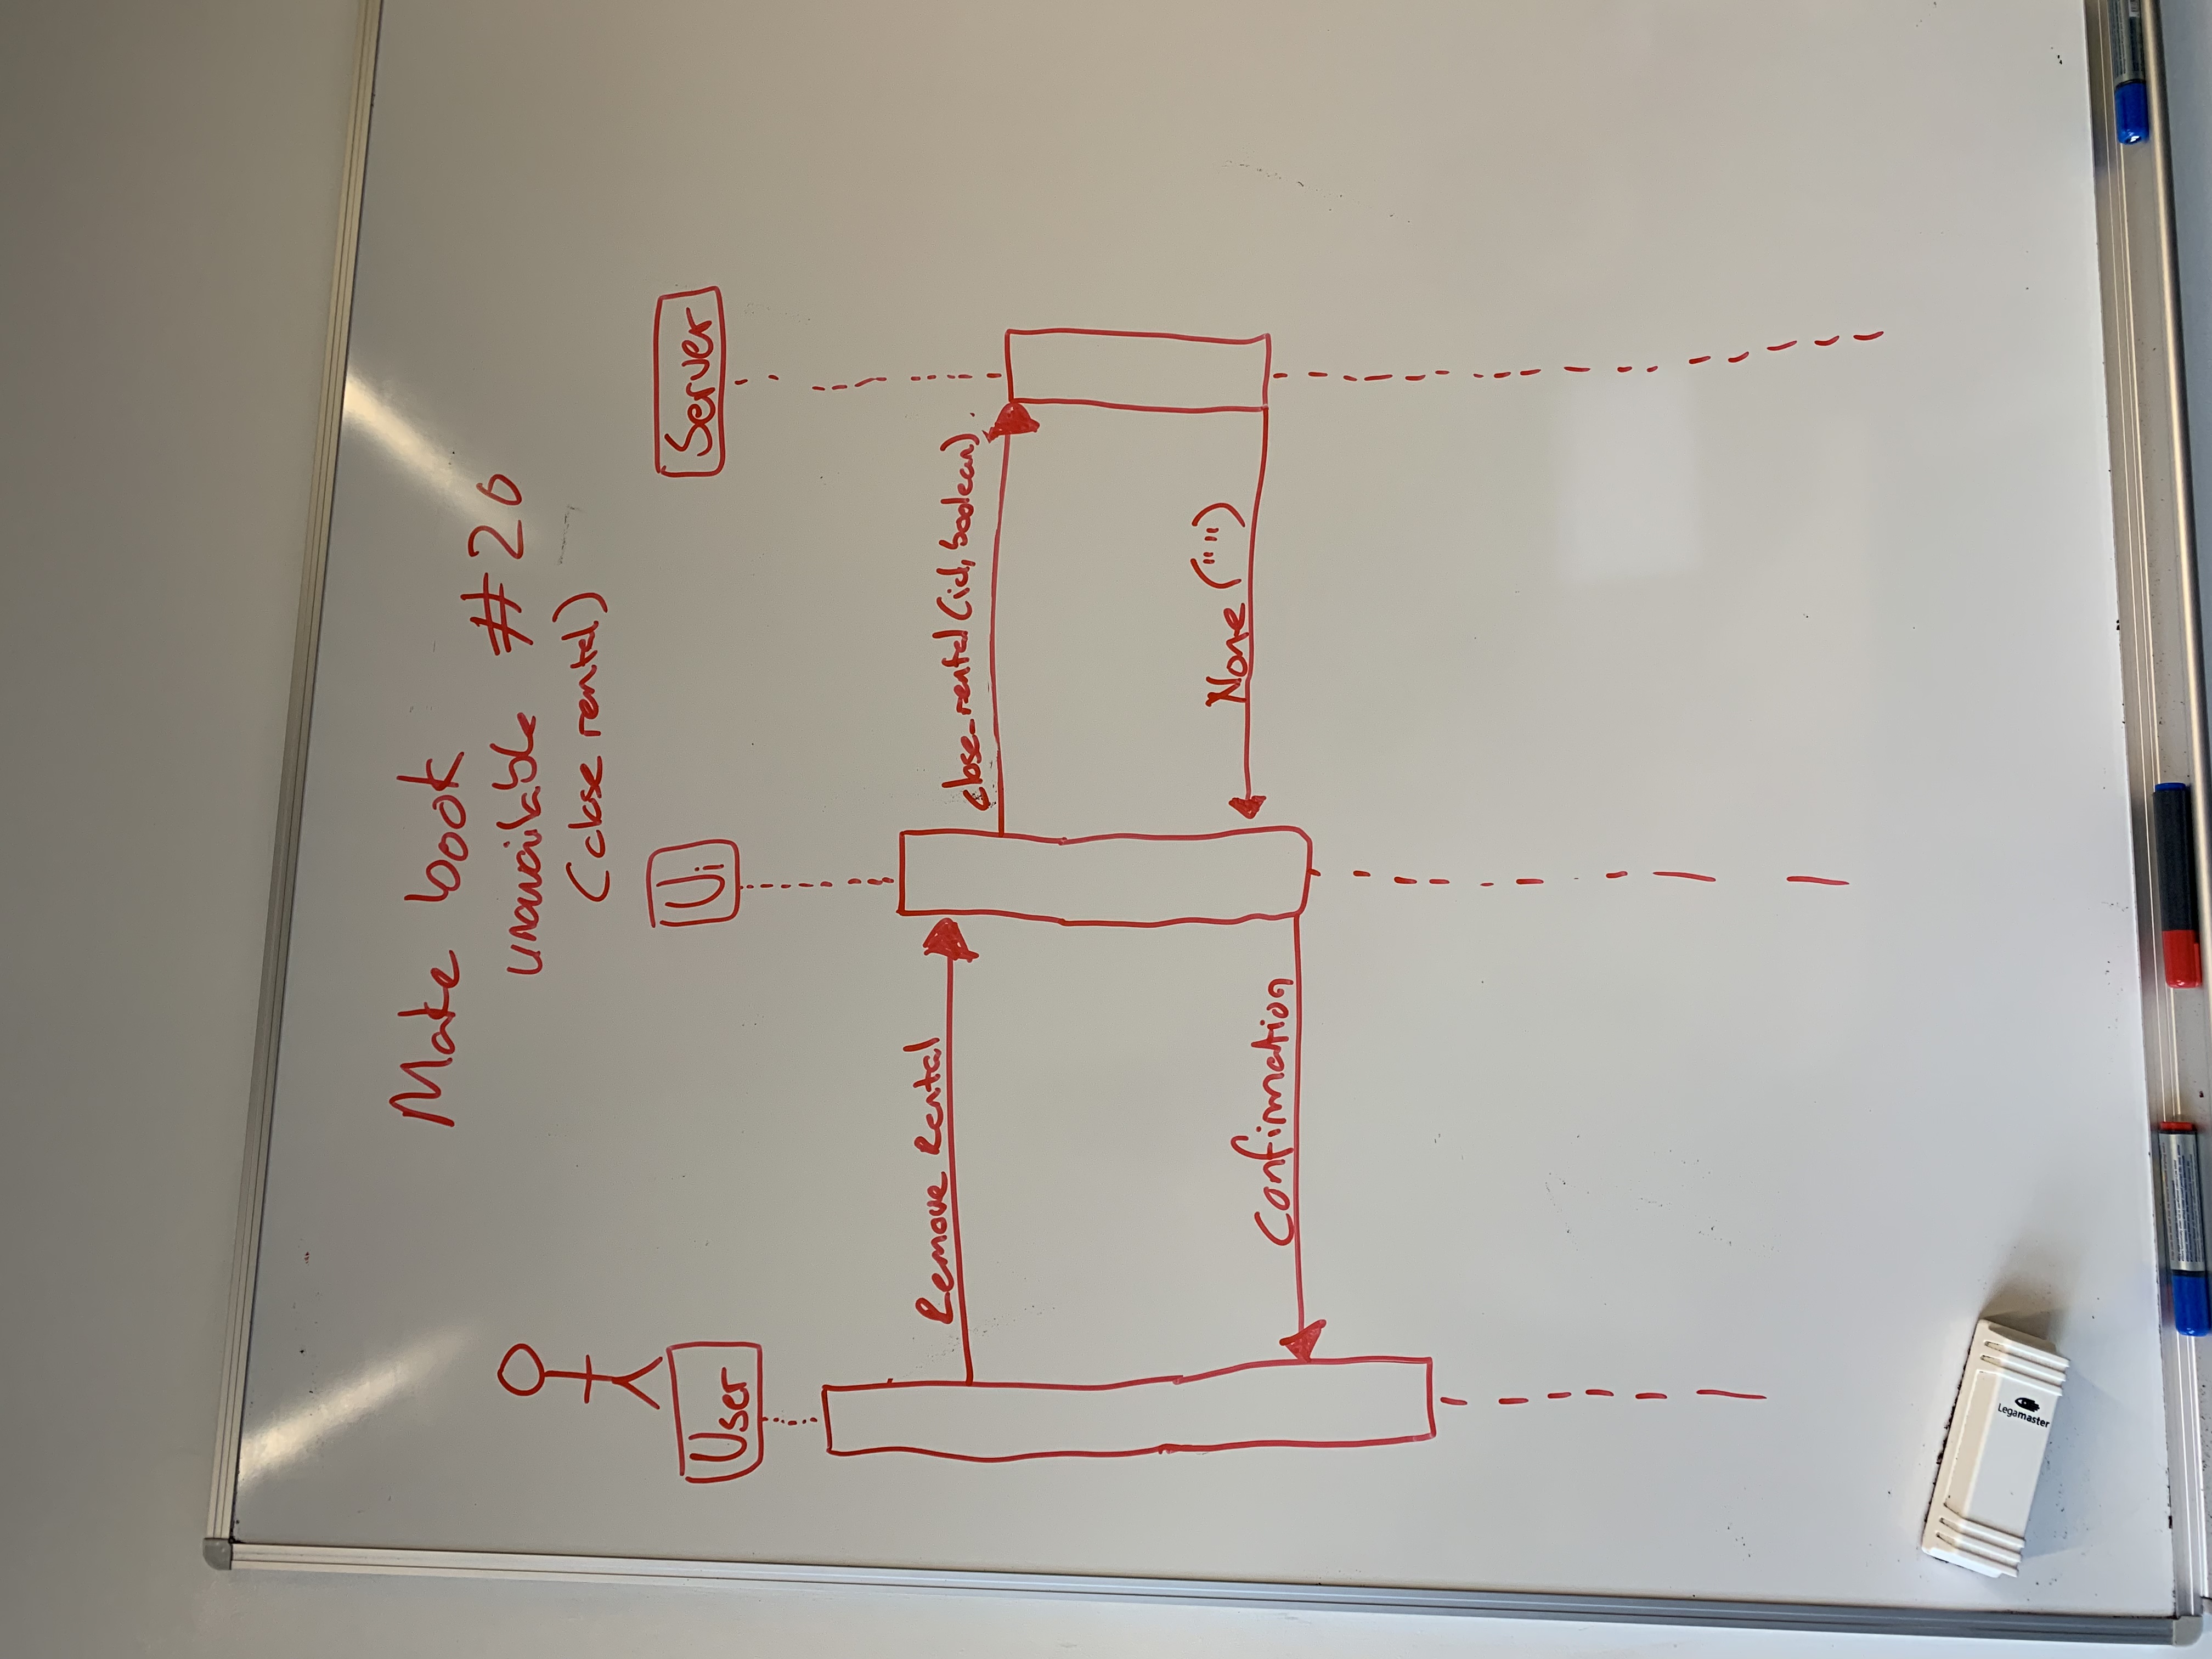 Make book
unavailable #20
(close rental)
User
Ui
Server
Remove Rental
close_rental (id, boolean)
None ("")
Confirmation
Legamaster